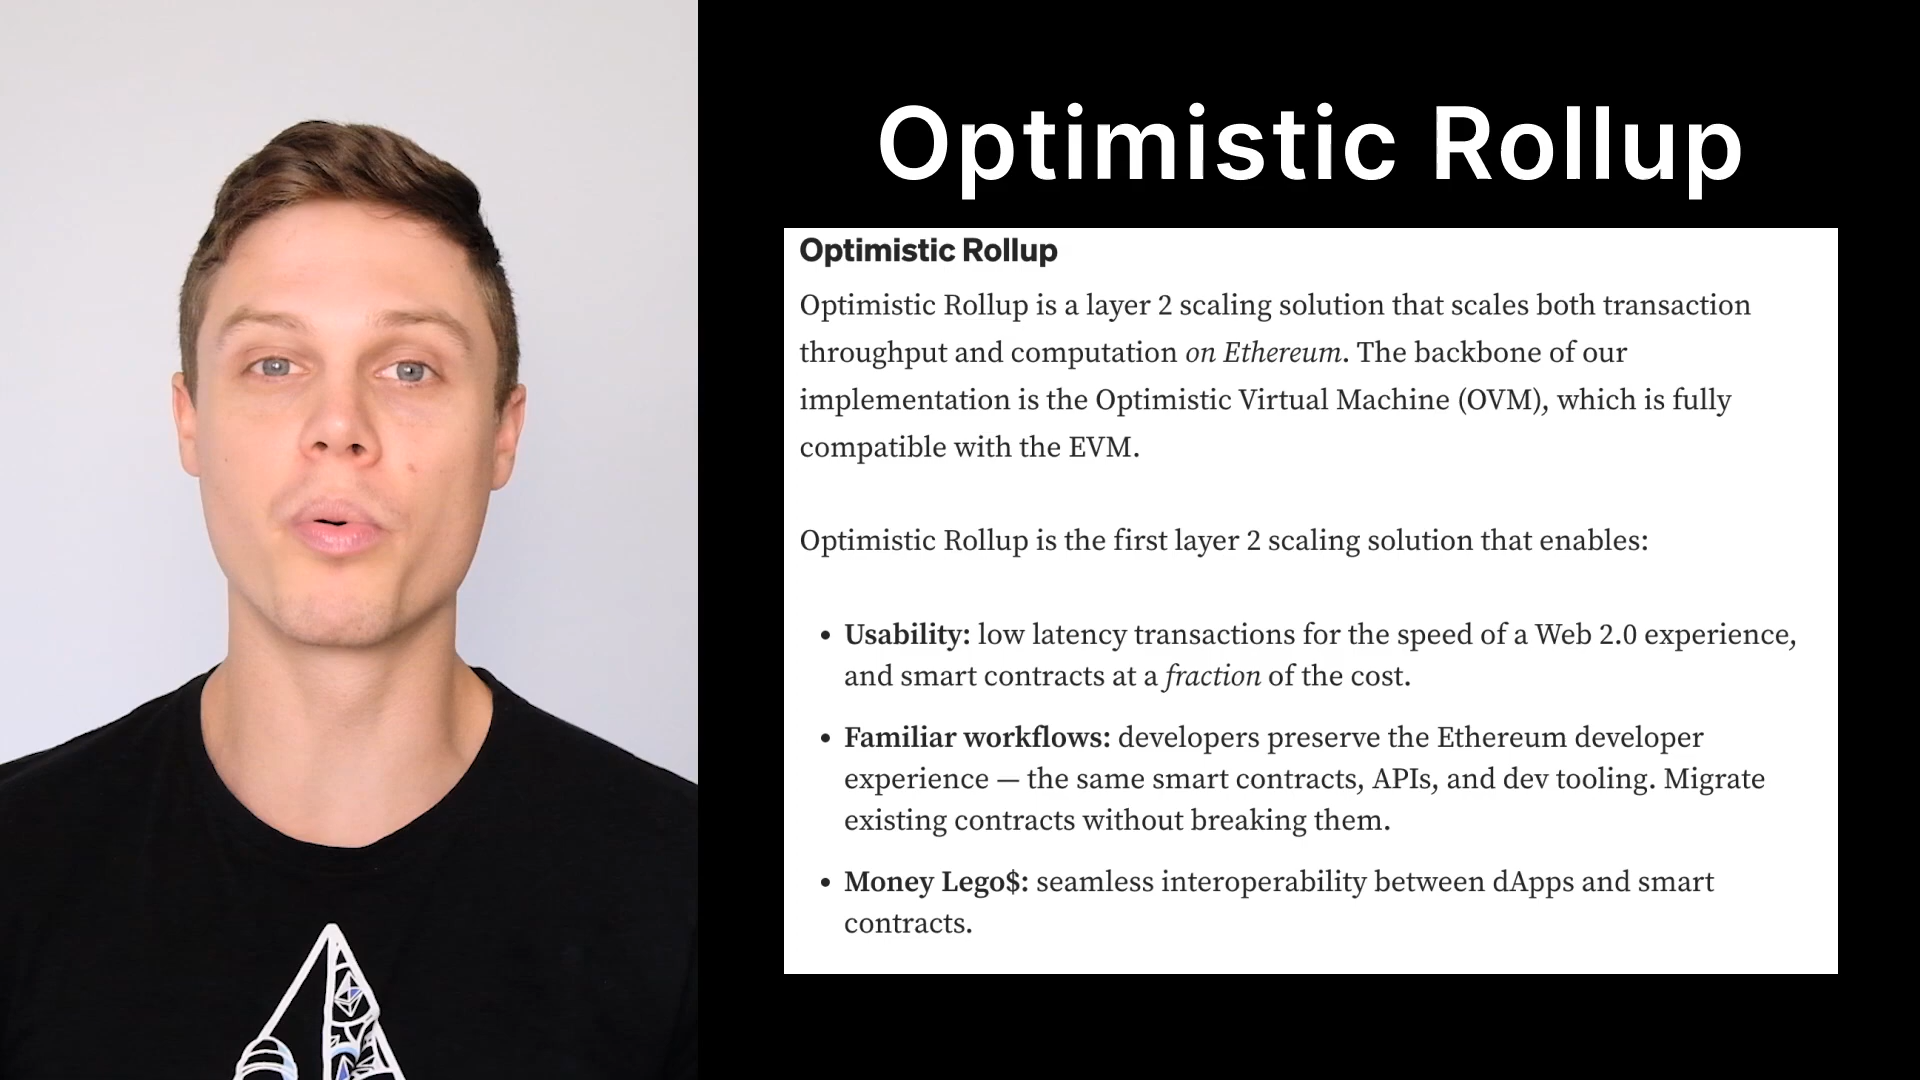 Optimistic Rollup
Optimistic Rollup
Optimistic Rollup is a layer 2 scaling solution that scales both transaction
throughput and computation on Ethereum. The backbone of our
implementation is the Optimistic Virtual Machine (OVM), which is fully
compatible with the EVM.
Optimistic Rollup is the first layer 2 scaling solution that enables:
• Usability: low latency transactions for the speed of a Web 2.0 experience,
and smart contracts at a fraction of the cost.
• Familiar workflows: developers preserve the Ethereum developer
experience — the same smart contracts, APIs, and dev tooling. Migrate
existing contracts without breaking them.
• Money Lego$: seamless interoperability between dApps and smart
contracts.